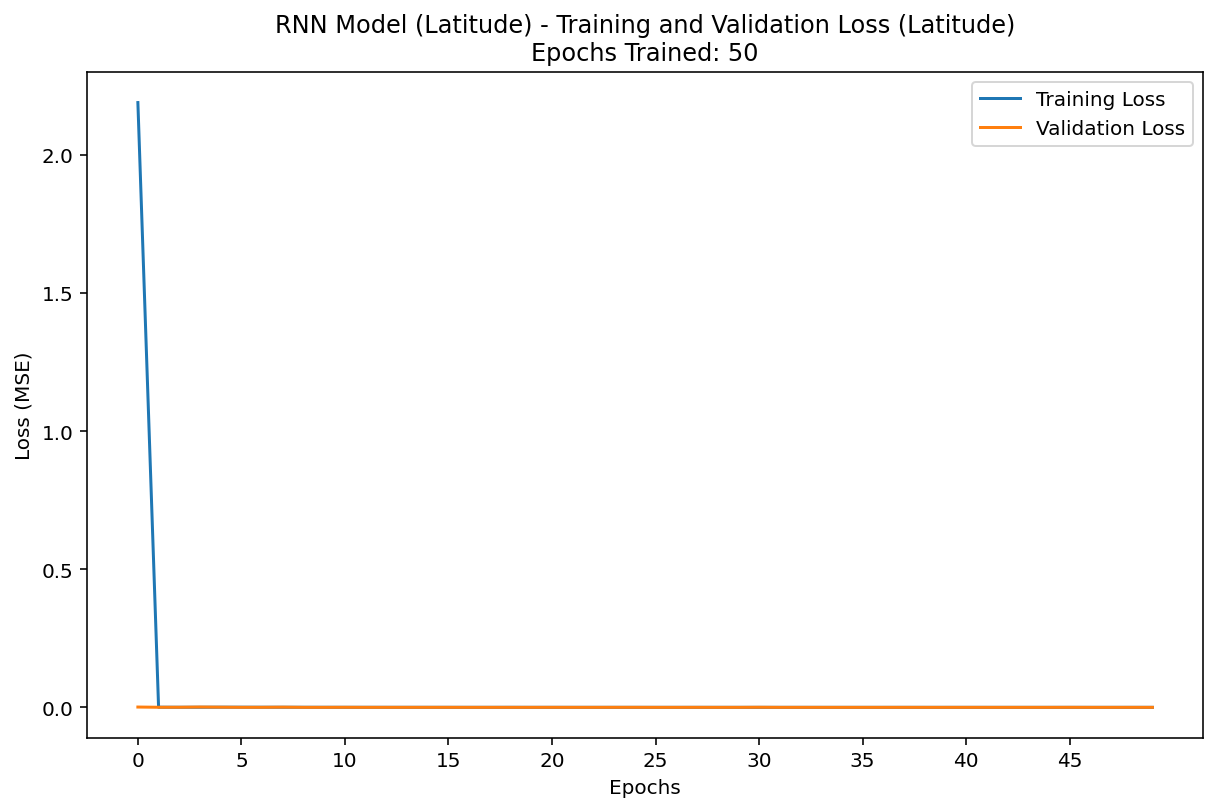 RNN Model (Latitude) - Training and Validation Loss (Latitude)
Epochs Trained: 50
Training Loss
Validation Loss
Loss (MSE)
2.0
1.5
1.0
0.5
0.0
0 5 10 15 20 25 30 35 40 45
Epochs